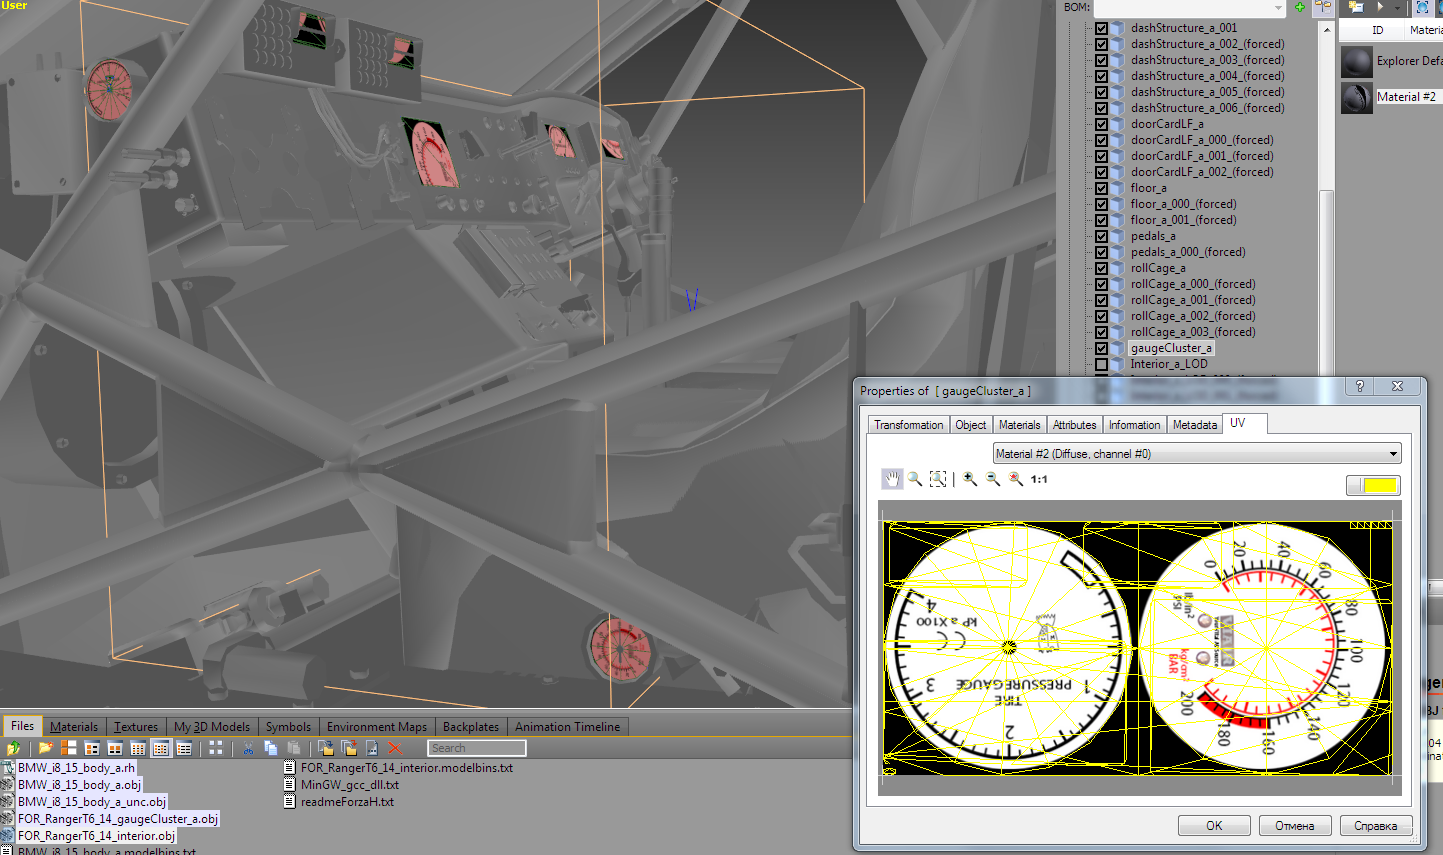 User
BOM:
dashStructure_a_001
dashStructure_a_002_(forced)
dashStructure_a_003_(forced)
dashStructure_a_004_(forced)
dashStructure_a_005_(forced)
dashStructure_a_006_(forced)
doorCardLF_a
doorCardLF_a_000_(forced)
doorCardLF_a_001_(forced)
doorCardLF_a_002_(forced)
floor_a
floor_a_000_(forced)
floor_a_001_(forced)
pedals_a
pedals_a_000_(forced)
rollCage_a
rollCage_a_000_(forced)
rollCage_a_001_(forced)
rollCage_a_002_(forced)
rollCage_a_003_(forced)
gaugeCluster_a
Interior_a_LOD
ID Materia
Explorer Defa
Material #2
Properties of [ gaugeCluster_a ]
Transformation Object Materials Attributes Information Metadata UV
Material #2 (Diffuse, channel #0)
1:1
4
KP a X100
3
TIRE
PRESSURE GAUGE
2
1
0
20
40
60
80
100
120
140
160
180
200
lb/in2
PSI
VIAIR
kg/cm2
BAR
OK Отмена Справка
Files Materials Textures My 3D Models Symbols Environment Maps Backplates Animation Timeline
Search
BMW_i8_15_body_a.rh
BMW_i8_15_body_a.obj
BMW_i8_15_body_a_unc.obj
FOR_RangerT6_14_gaugeCluster_a.obj
FOR_RangerT6_14_interior.obj
BMW_i8_15_body_a.modelbins.txt
FOR_RangerT6_14_interior.modelbins.txt
MinGW_gcc_dll.txt
readmeForzaH.txt